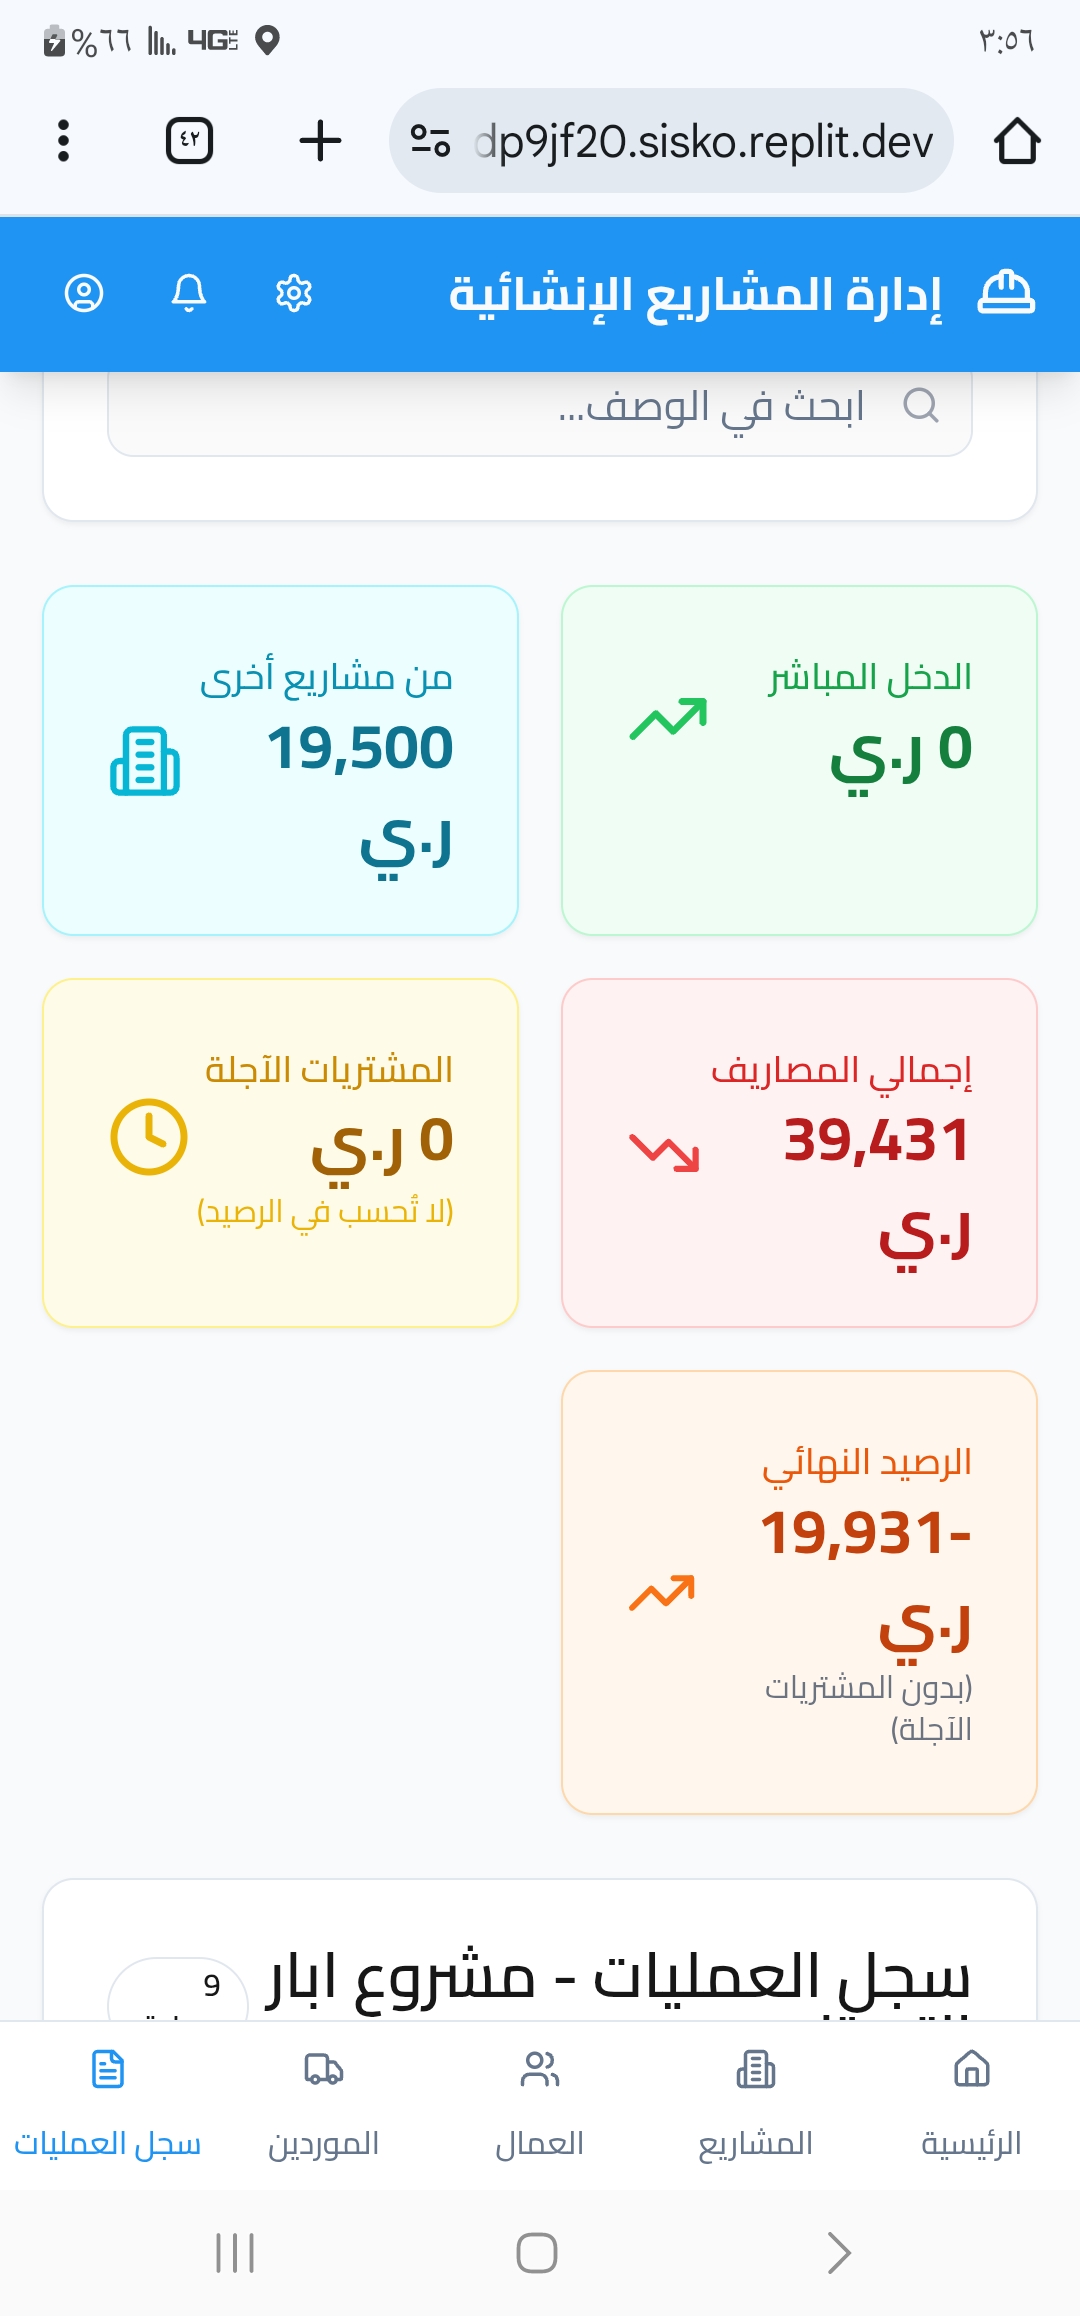 ٣:٥٦
%٦٦
4G LTE
dp9jf20.sisko.replit.dev
٤٢
إدارة المشاريع الإنشائية
ابحث في الوصف...
الدخل المباشر
0 ر.ي
من مشاريع أخرى
19,500
ر.ي
إجمالي المصاريف
39,431
ر.ي
المشتريات الآجلة
0 ر.ي
(لا تُحسب في الرصيد)
الرصيد النهائي
-19,931
ر.ي
(بدون المشتريات
الآجلة)
سجل العمليات - مشروع ابار
9
الرئيسية
المشاريع
العمال
الموردين
سجل العمليات